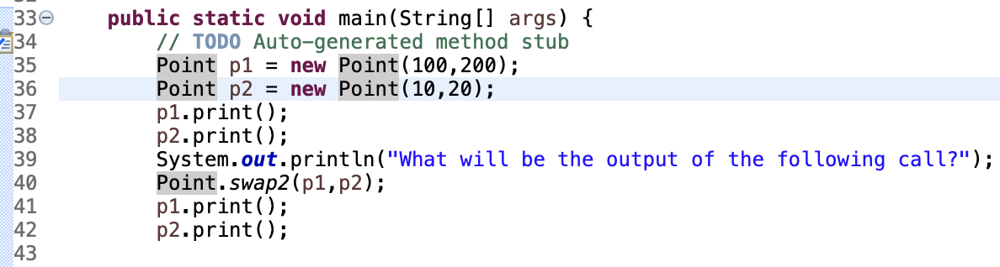 33 public static void main(String[] args) {
34 // TODO Auto-generated method stub
35 Point p1 = new Point(100,200);
36 Point p2 = new Point(10,20);
37 p1.print();
38 p2.print();
39 System.out.println("What will be the output of the following call?");
40 Point.swap2(p1,p2);
41 p1.print();
42 p2.print();
43